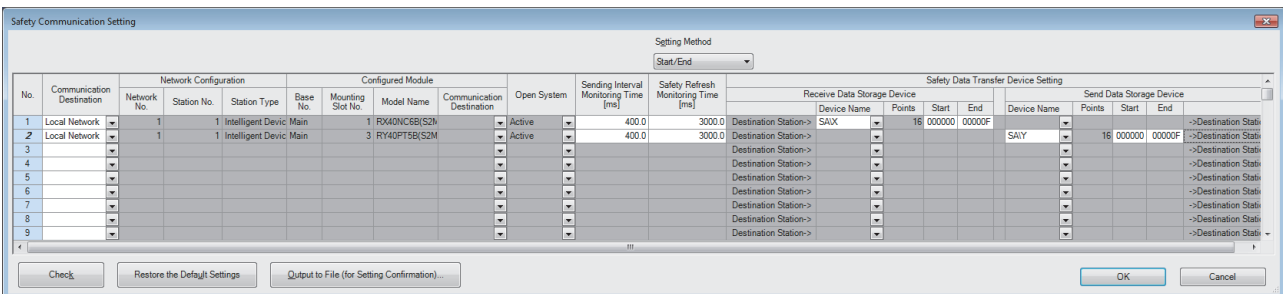 Safety Communication Setting
Setting Method
Start/End
No. Communication Destination Network Configuration Configured Module Open System Sending Interval Monitoring Time [ms] Safety Refresh Monitoring Time [ms] Safety Data Transfer Device Setting
Network No. Station No. Station Type Base No. Mounting Slot No. Model Name Communication Destination Receive Data Storage Device Send Data Storage Device
Device Name Points Start End Device Name Points Start End
1 Local Network 1 1 Intelligent Devic Main 1 RX40NC6B(S2M Active 400.0 3000.0 Destination Station-> SA\X 16 000000 00000F ->Destination Stati
2 Local Network 1 1 Intelligent Devic Main 3 RY40PT5B(S2M Active 400.0 3000.0 Destination Station-> SA\Y 16 000000 00000F ->Destination Stati
3 Destination Station-> ->Destination Stati
4 Destination Station-> ->Destination Stati
5 Destination Station-> ->Destination Stati
6 Destination Station-> ->Destination Stati
7 Destination Station-> ->Destination Stati
8 Destination Station-> ->Destination Stati
9 Destination Station-> ->Destination Stati
Check Restore the Default Settings Output to File (for Setting Confirmation)... OK Cancel